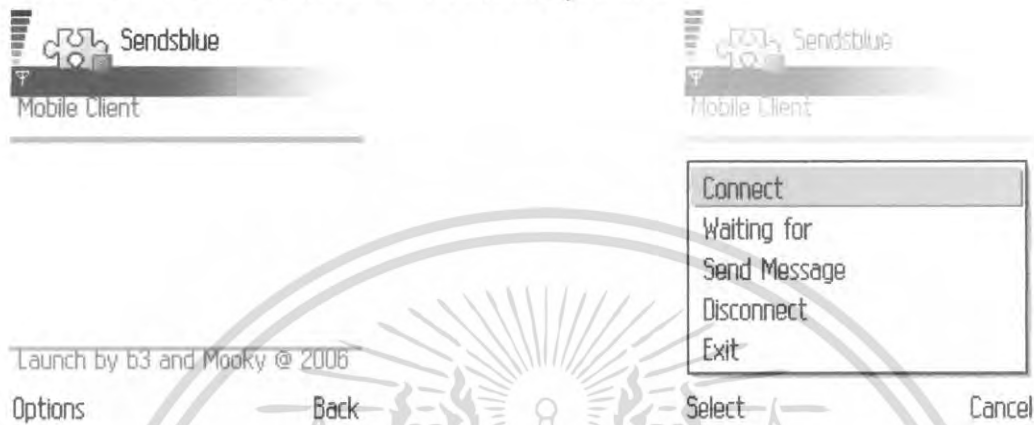 Sendsblue
Mobile Client
Launch by b3 and Mooky @ 2006
Options Back
Sendsblue
Mobile Client
Connect
Waiting for
Send Message
Disconnect
Exit
Select Cancel